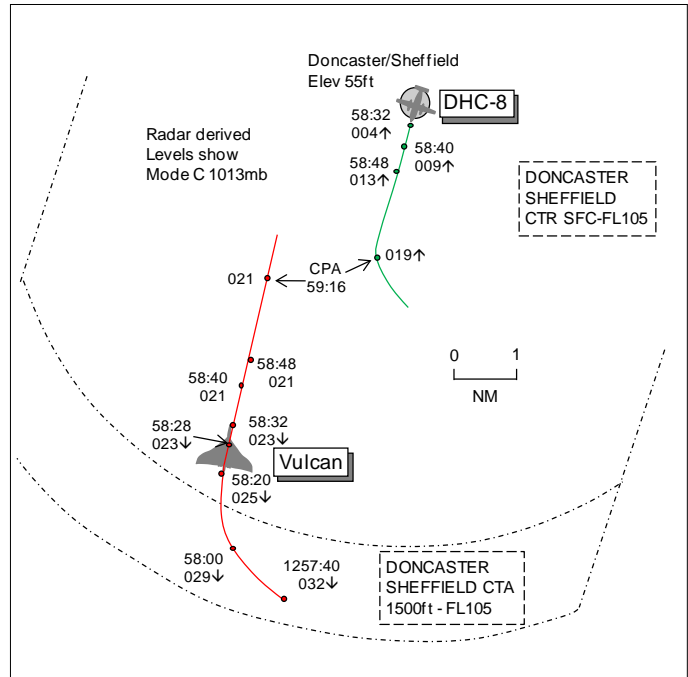 Doncaster/Sheffield
Elev 55ft
DHC-8
58:32
004↑
58:40
009↑
58:48
013↑
Radar derived
Levels show
Mode C 1013mb
DONCASTER
SHEFFIELD
CTR SFC-FL105
019↑
CPA
59:16
021
0 1
NM
58:48
021
58:40
021
58:32
023↓
58:28
023↓
Vulcan
58:20
025↓
58:00
029↓
1257:40
032↓
DONCASTER
SHEFFIELD CTA
1500ft - FL105